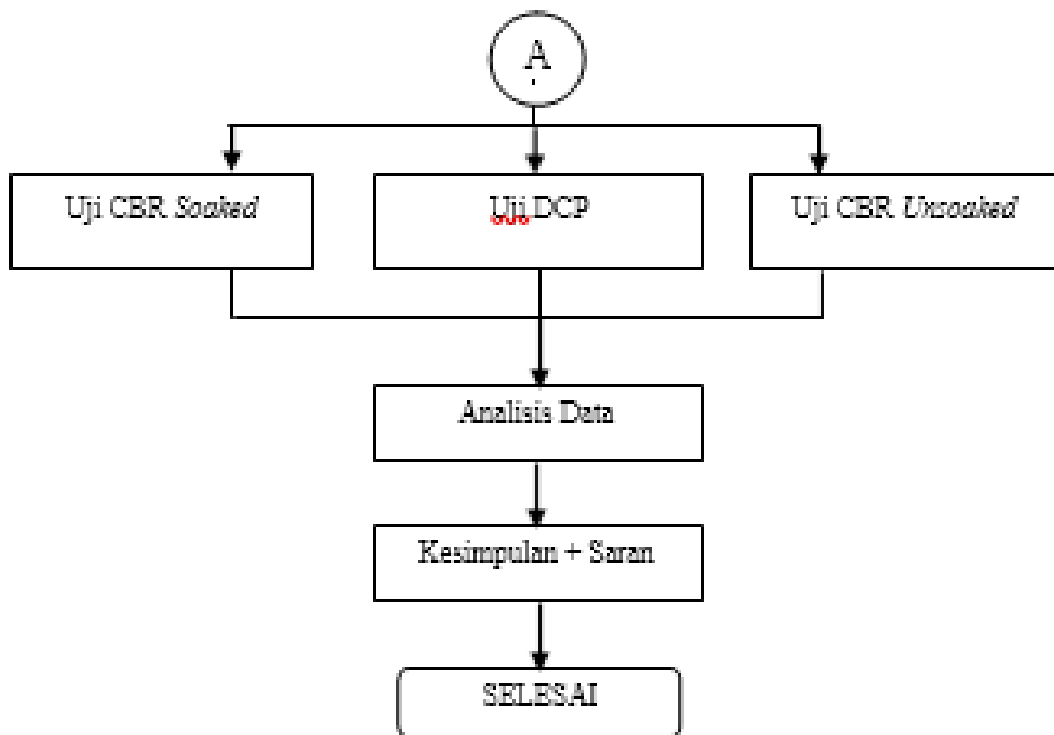 A
Uji CBR Soaked
Uji DCP
Uji CBR Unsoaked
Analisis Data
Kesimpulan + Saran
SELESAI